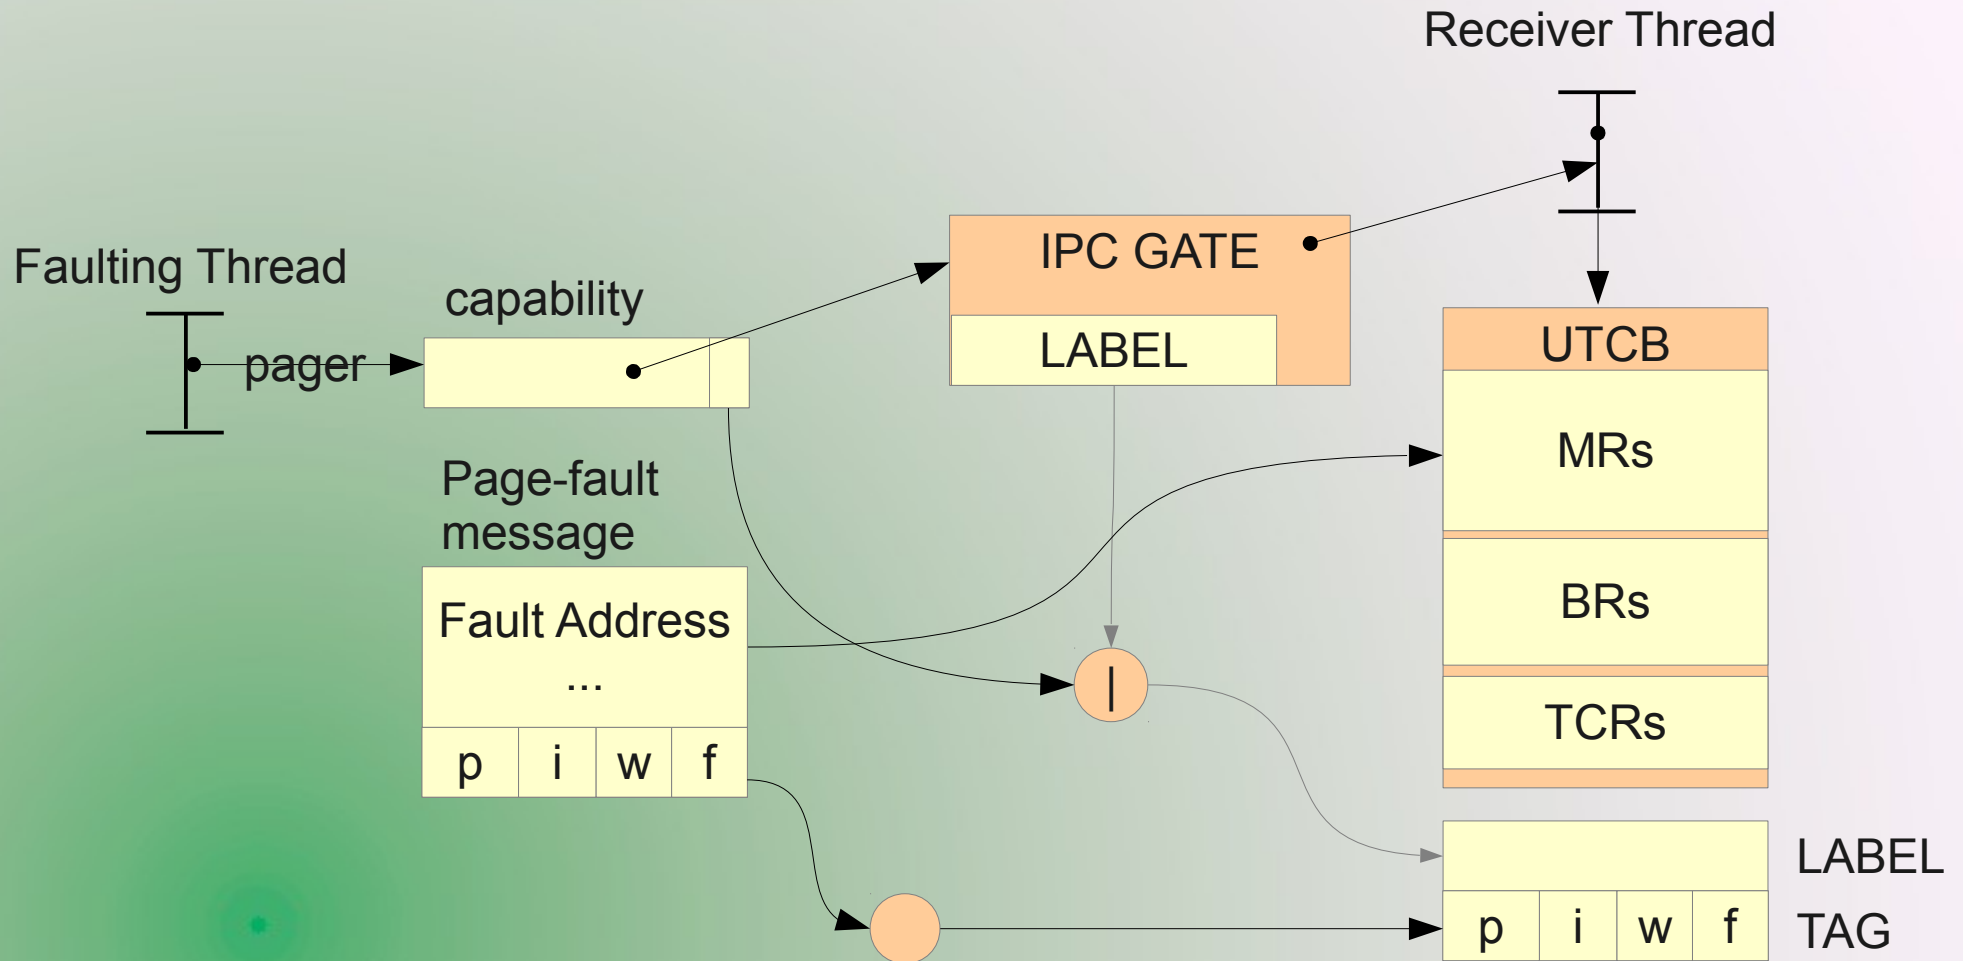 Receiver Thread
Faulting Thread
pager
capability
IPC GATE
LABEL
UTCB
MRs
BRs
TCRs
Page-fault
message
Fault Address
...
p i w f
|
LABEL
p i w f
TAG